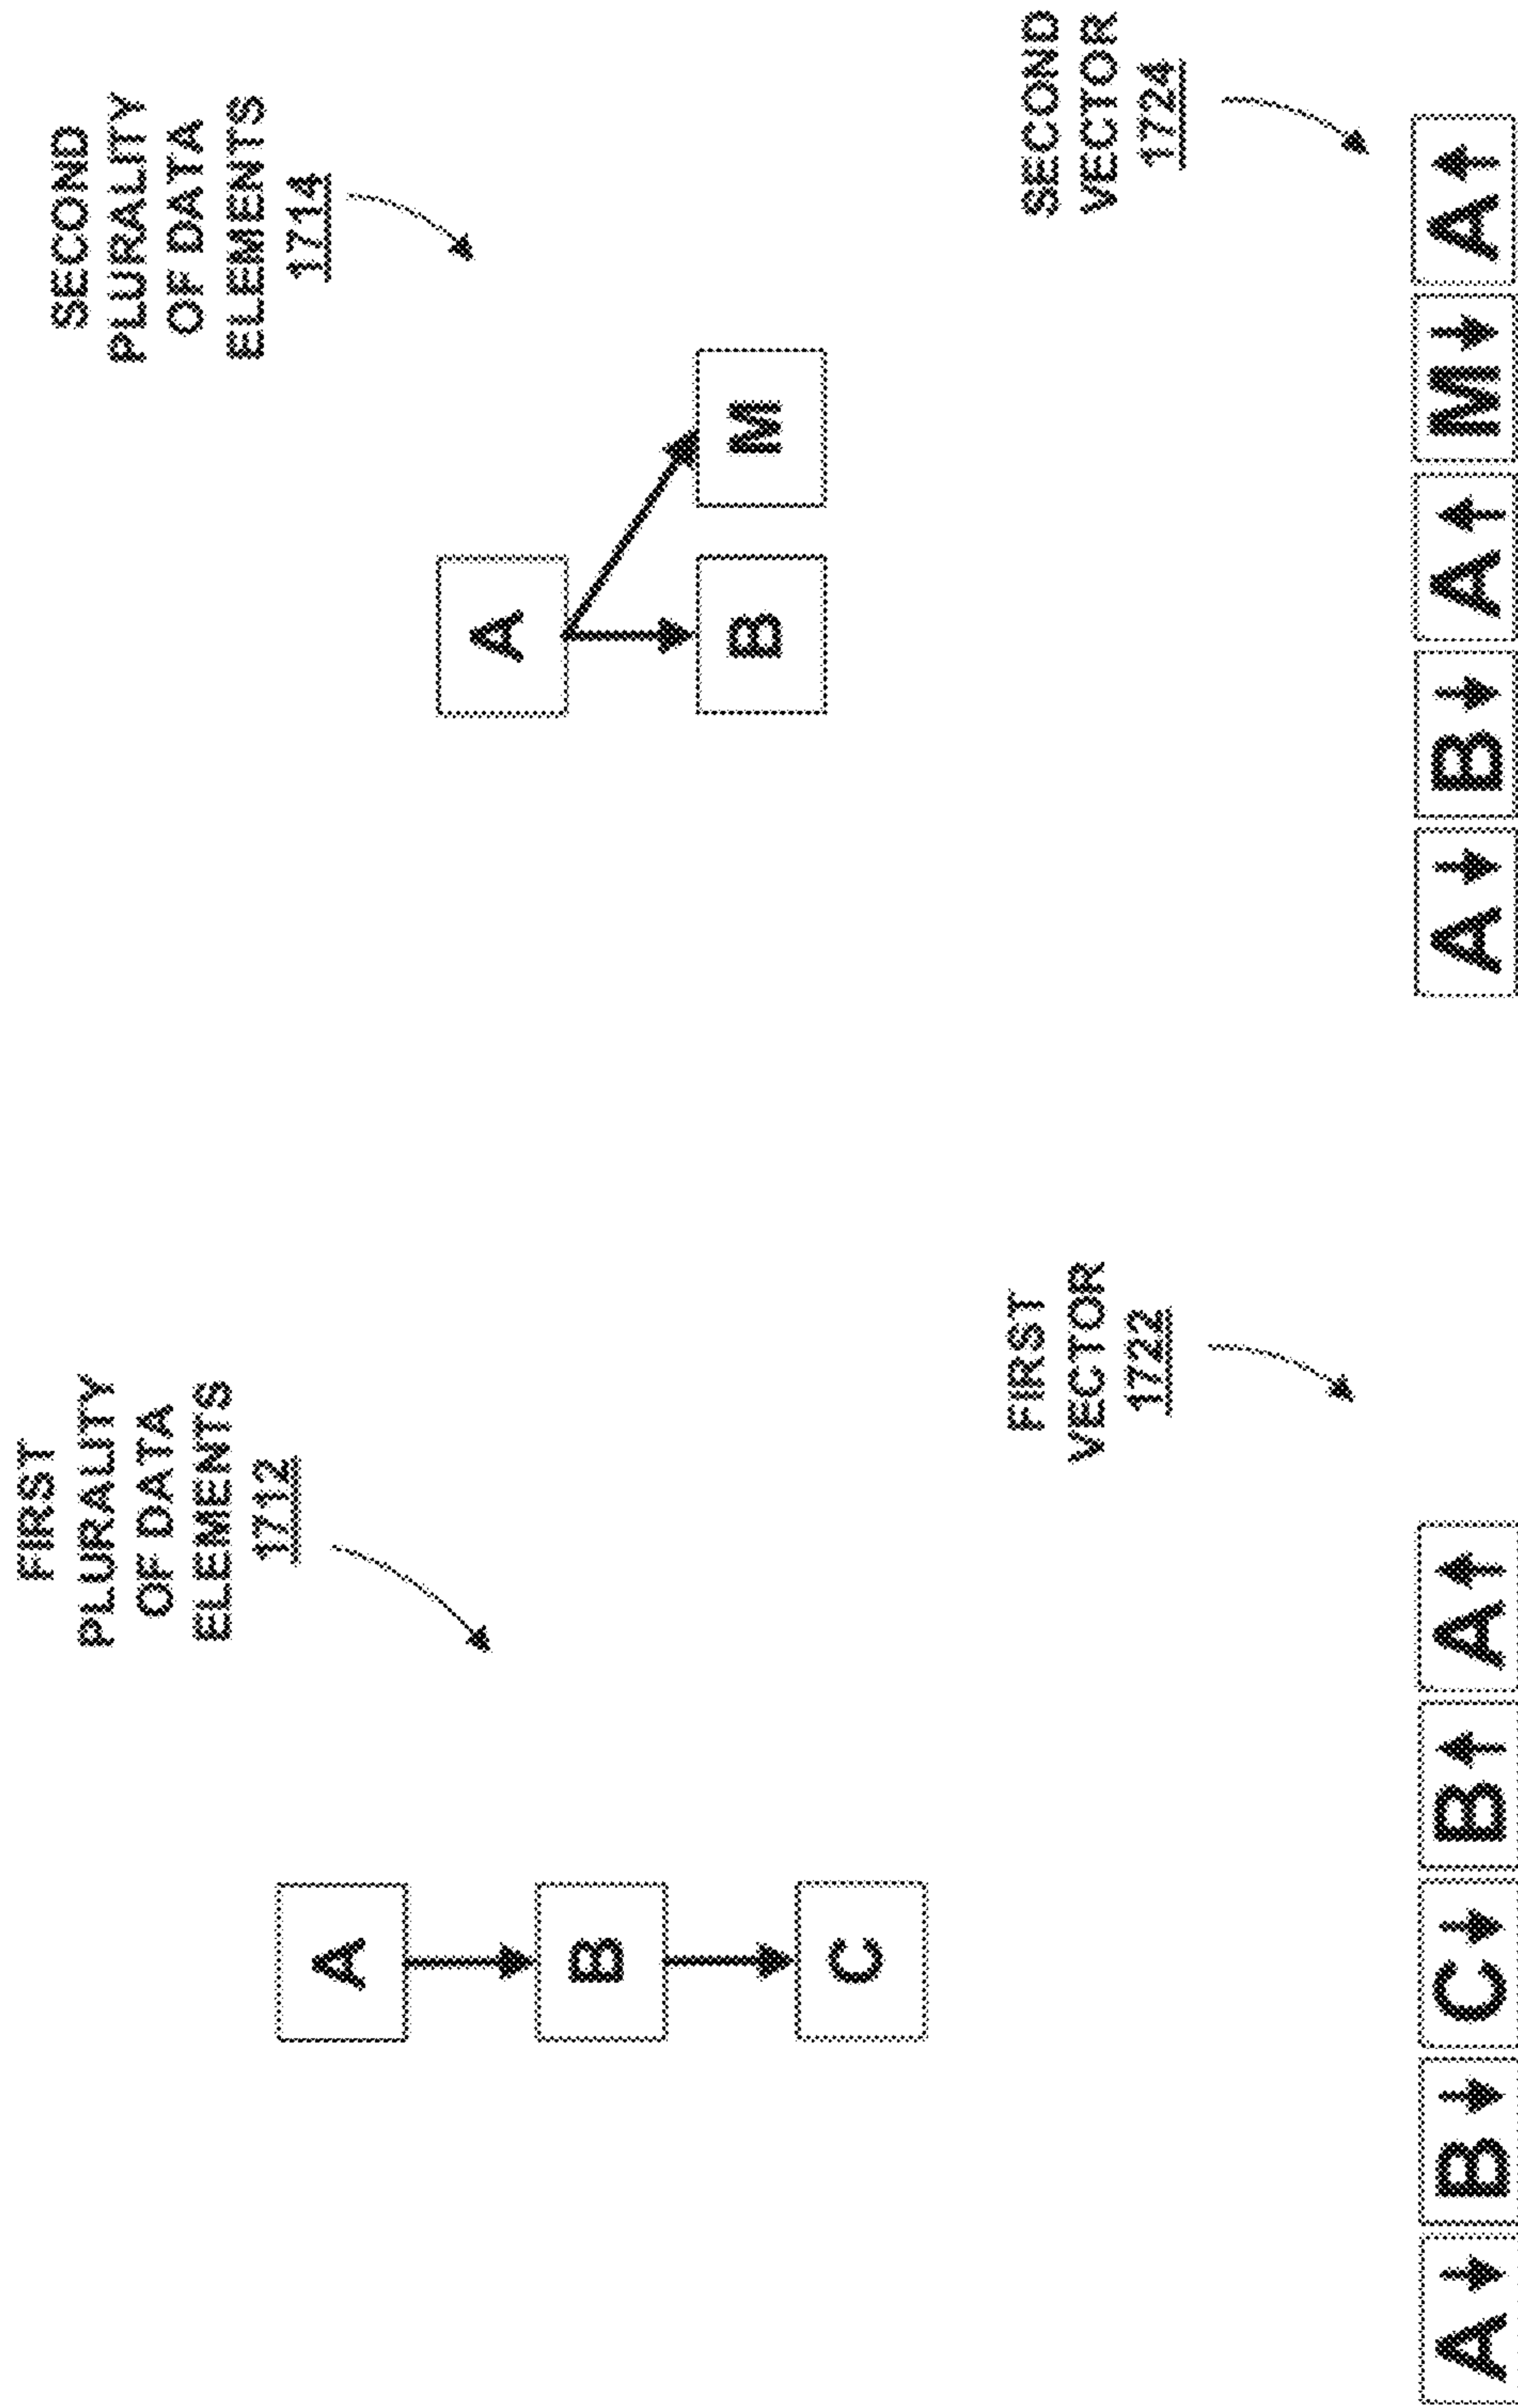 FIRST
PLURALITY
OF DATA
ELEMENTS
1712
A
B
C
SECOND
PLURALITY
OF DATA
ELEMENTS
1714
A
B M
FIRST
VECTOR
1722
A↓ B↓ C↓ B↑ A↑
SECOND
VECTOR
1724
A↓ B↓ A↑ M↓ A↑